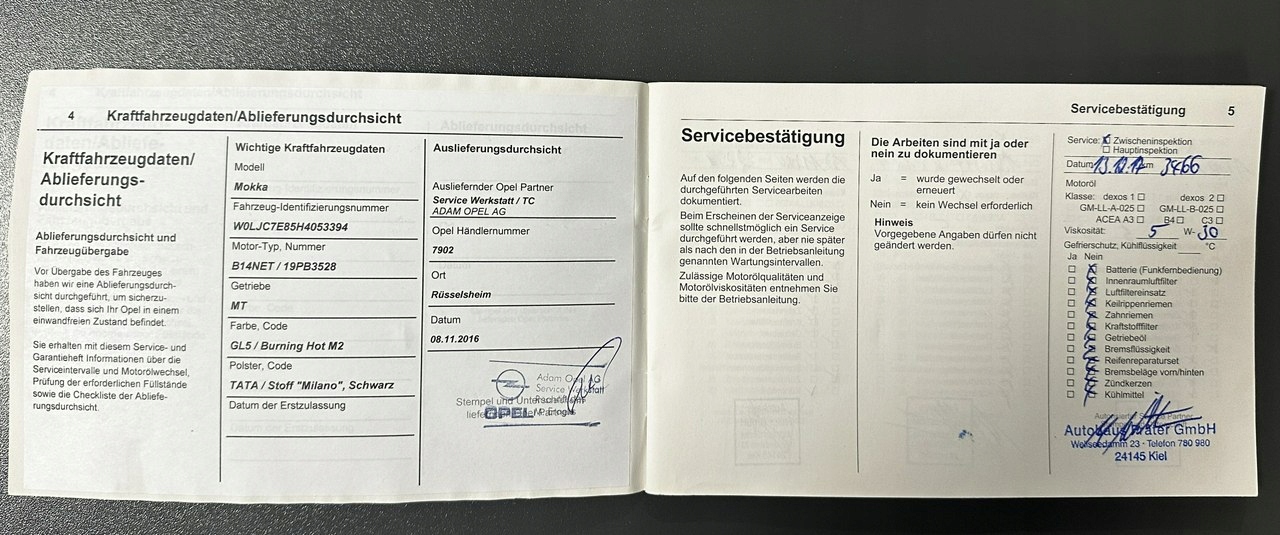 4 Kraftfahrzeugdaten/Ablieferungsdurchsicht
Kraftfahrzeugdaten/
Ablieferungs-
durchsicht
Ablieferungsdurchsicht und
Fahrzeugübergabe
Vor Übergabe des Fahrzeuges
haben wir eine Ablieferungsdurch-
sicht durchgeführt, um sicherzu-
stellen, dass sich Ihr Opel in einem
einwandfreien Zustand befindet.
Sie erhalten mit diesem Service- und
Garantieheft Informationen über die
Serviceintervalle und Motorölwechsel,
Prüfung der erforderlichen Füllstände
sowie die Checkliste der Abliefe-
rungsdurchsicht.
Wichtige Kraftfahrzeugdaten
Modell
Mokka
Fahrzeug-Identifizierungsnummer
W0LJC7E85H4053394
Motor-Typ, Nummer
B14NET / 19PB3528
Getriebe
MT
Farbe, Code
GL5 / Burning Hot M2
Polster, Code
TATA / Stoff "Milano", Schwarz
Datum der Erstzulassung
Auslieferungsdurchsicht
Ausliefernder Opel Partner
Service Werkstatt / TC
ADAM OPEL AG
Opel Händlernummer
7902
Ort
Rüsselsheim
Datum
08.11.2016
Adam Opel AG
Service Werkstatt
Stempel und Unterschrift
OPEL
Servicebestätigung 5
Servicebestätigung
Auf den folgenden Seiten werden die
durchgeführten Servicearbeiten
dokumentiert.
Beim Erscheinen der Serviceanzeige
sollte schnellstmöglich ein Service
durchgeführt werden, aber nie später
als nach den in der Betriebsanleitung
genannten Wartungsintervallen.
Zulässige Motorölqualitäten und
Motorölviskositäten entnehmen Sie
bitte der Betriebsanleitung.
Die Arbeiten sind mit ja oder
nein zu dokumentieren
Ja = wurde gewechselt oder
erneuert
Nein = kein Wechsel erforderlich
Hinweis
Vorgegebene Angaben dürfen nicht
geändert werden.
Service: Zwischeninspektion
Hauptinspektion
Datum 13.12.17 km 3466
Motoröl
Klasse: dexos 1 dexos 2
GM-LL-A-025 GM-LL-B-025
ACEA A3 B4 C3
Viskosität: 5 W- 30
Gefrierschutz, Kühlflüssigkeit °C
Ja Nein
Batterie (Funkfernbedienung)
Innenraumluftfilter
Luftfiltereinsatz
Keilrippenriemen
Zahnriemen
Kraftstofffilter
Getriebeöl
Bremsflüssigkeit
Reifenreparaturset
Bremsbeläge vorn/hinten
Zündkerzen
Kühlmittel
Autohaus Präter GmbH
Wellseedamm 23 · Telefon 780 980
24145 Kiel